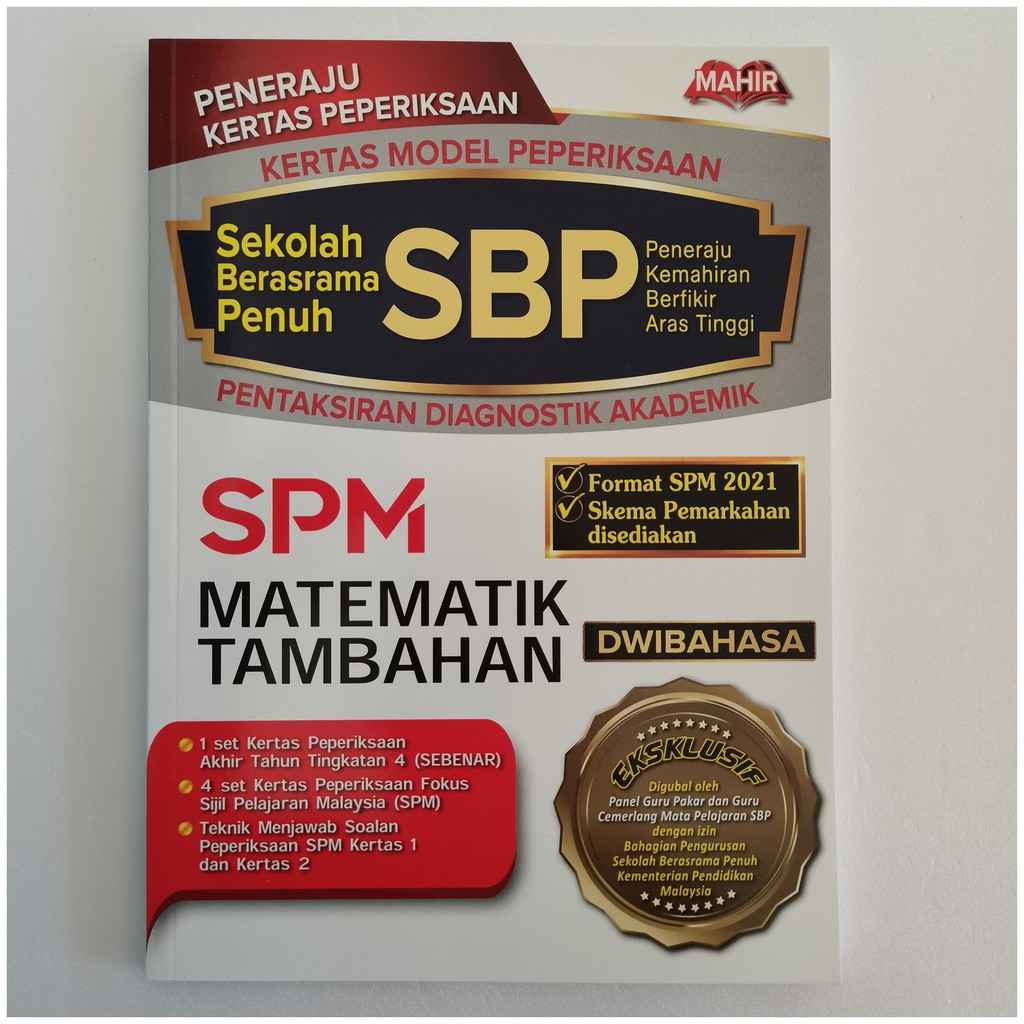 PENERAJU
KERTAS PEPERIKSAAN
MAHIR
KERTAS MODEL PEPERIKSAAN
Sekolah
Berasrama
Penuh
SBP
Peneraju
Kemahiran
Berfikir
Aras Tinggi
PENTAKSIRAN DIAGNOSTIK AKADEMIK
SPM
Format SPM 2021
Skema Pemarkahan
disediakan
MATEMATIK
TAMBAHAN
DWIBAHASA
1 set Kertas Peperiksaan
Akhir Tahun Tingkatan 4 (SEBENAR)
4 set Kertas Peperiksaan Fokus
Sijil Pelajaran Malaysia (SPM)
Teknik Menjawab Soalan
Peperiksaan SPM Kertas 1
dan Kertas 2
EKSKLUSIF
Digubal oleh
Panel Guru Pakar dan Guru
Cemerlang Mata Pelajaran SBP
dengan izin
Bahagian Pengurusan
Sekolah Berasrama Penuh
Kementerian Pendidikan
Malaysia